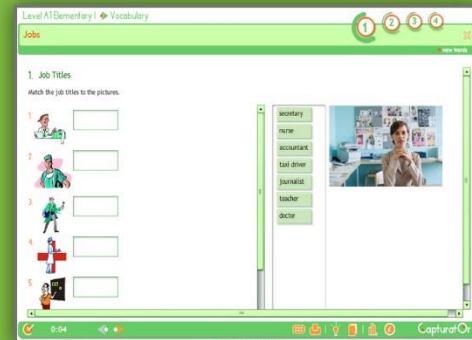 Level A1 Elementary I Vocabulary
1 2 3 4
Jobs
new words
1. Job Titles
Match the job titles to the pictures.
1
2
3
4
5
secretary
nurse
accountant
taxi driver
journalist
teacher
doctor
0:04
CapturatOr